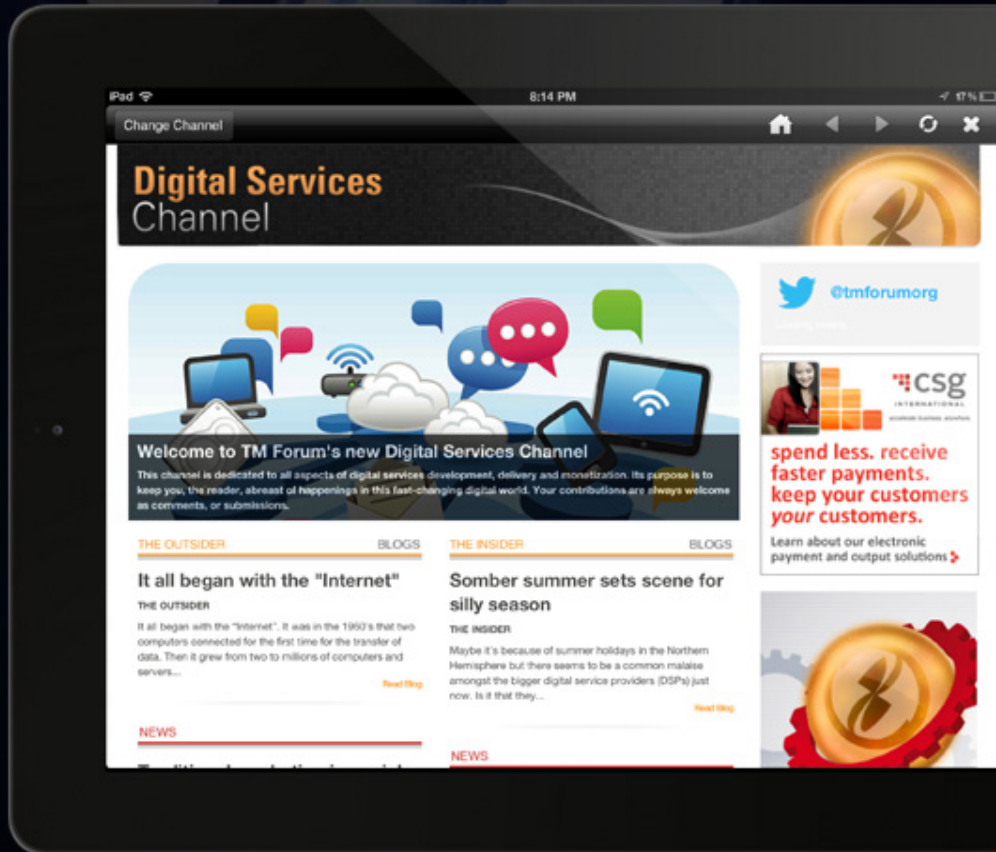 iPad
8:14 PM
17%
Change Channel
Digital Services
Channel
Welcome to TM Forum's new Digital Services Channel
This channel is dedicated to all aspects of digital services development, delivery and monetization. Its purpose is to
keep you, the reader, abreast of happenings in this fast-changing digital world. Your contributions are always welcome
as comments, or submissions.
THE OUTSIDER BLOGS
It all began with the "Internet"
THE OUTSIDER
It all began with the "Internet". It was in the 1960's that two
computers connected for the first time for the transfer of
data. Then it grew from two to millions of computers and
servers...
Read Blog
NEWS
THE INSIDER BLOGS
Somber summer sets scene for
silly season
THE INSIDER
Maybe it's because of summer holidays in the Northern
Hemisphere but there seems to be a common malaise
amongst the bigger digital service providers (DSPs) just
now. Is it that they...
Read Blog
NEWS
@tmforumorg
csg
INTERNATIONAL
accelerate business. anywhere.
spend less. receive
faster payments.
keep your customers
your customers.
Learn about our electronic
payment and output solutions